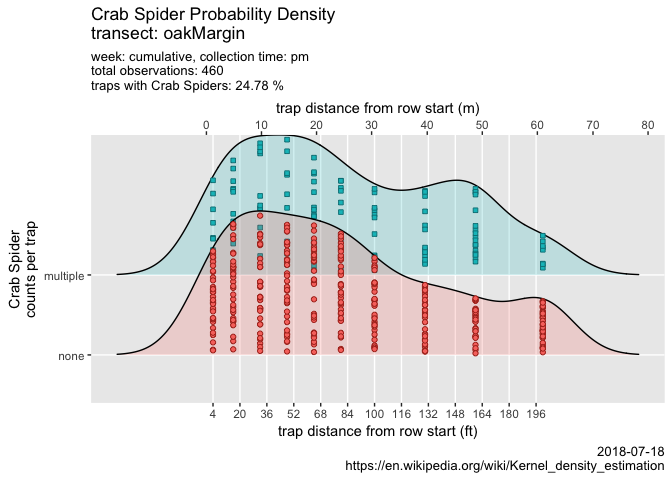 Crab Spider Probability Density
transect: oakMargin
week: cumulative, collection time: pm
total observations: 460
traps with Crab Spiders: 24.78 %
trap distance from row start (m)
0 10 20 30 40 50 60 70 80
Crab Spider
counts per trap
multiple
none
4 20 36 52 68 84 100 116 132 148 164 180 196
trap distance from row start (ft)
2018-07-18
https://en.wikipedia.org/wiki/Kernel_density_estimation